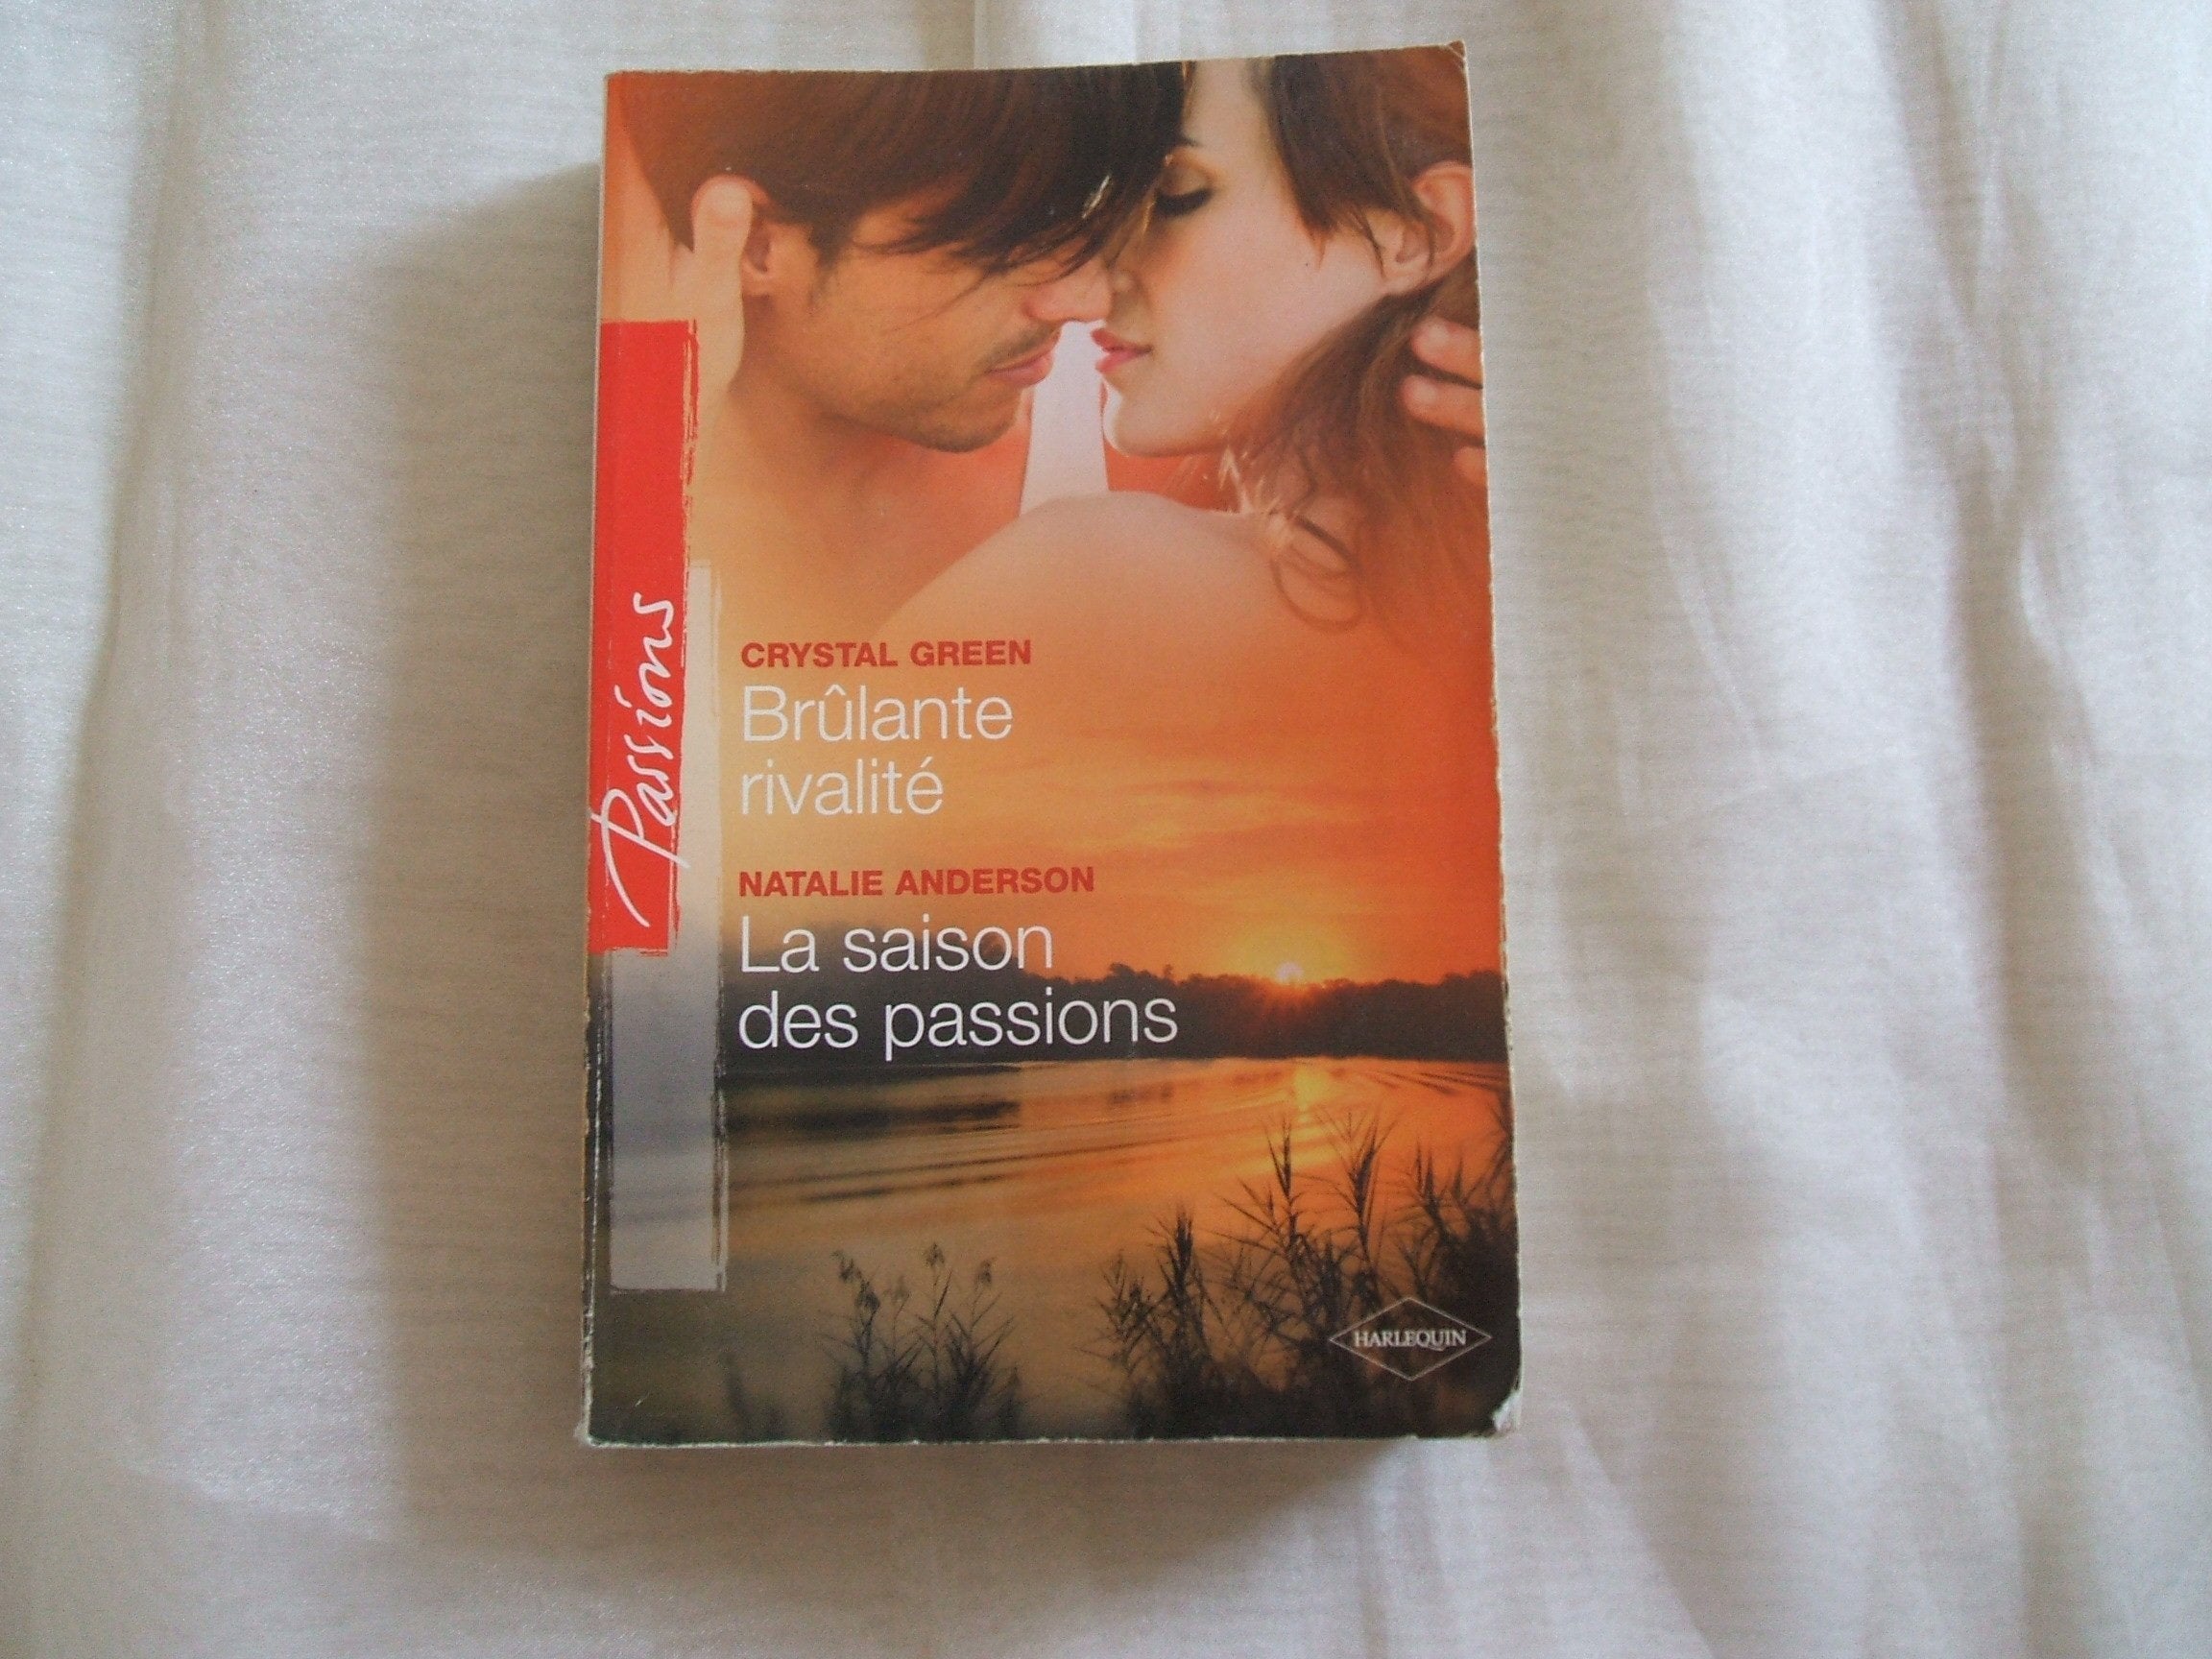 Passions
CRYSTAL GREEN
Brûlante
rivalité
NATALIE ANDERSON
La saison
des passions
HARLEQUIN